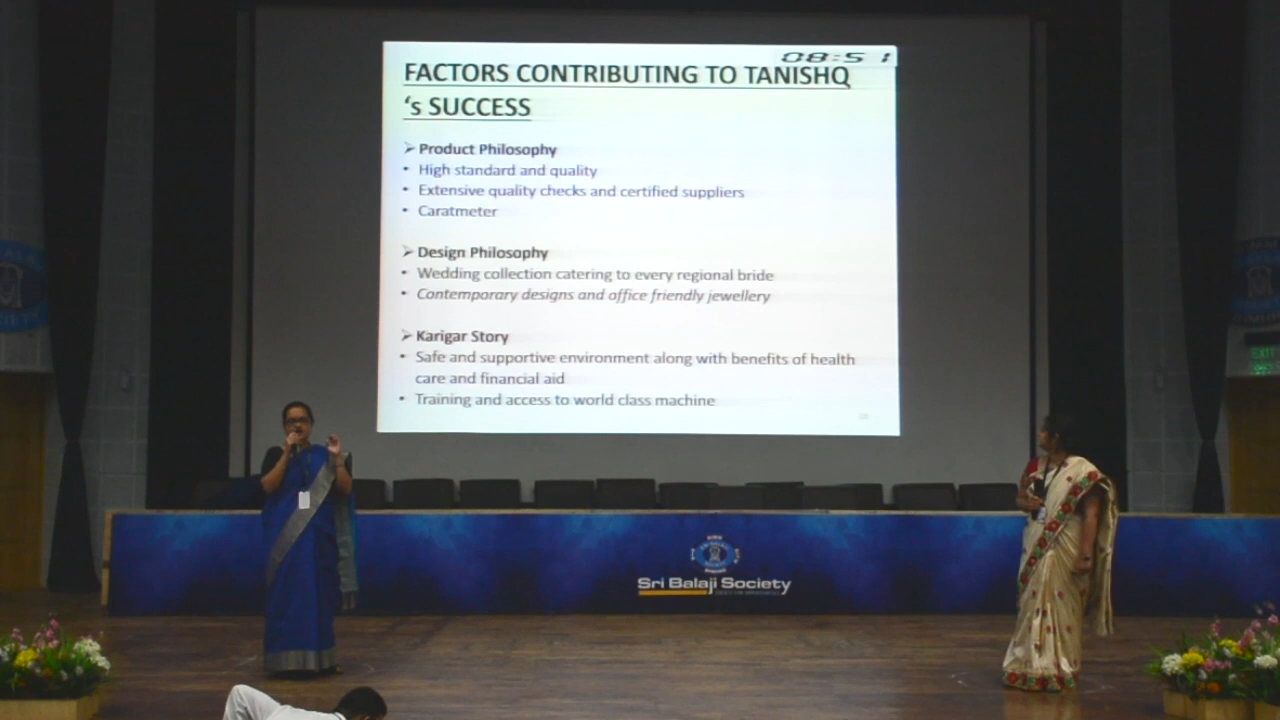 08:51
FACTORS CONTRIBUTING TO TANISHQ
‘s SUCCESS
➢ Product Philosophy
• High standard and quality
• Extensive quality checks and certified suppliers
• Caratmeter
➢ Design Philosophy
• Wedding collection catering to every regional bride
• Contemporary designs and office friendly jewellery
➢ Karigar Story
• Safe and supportive environment along with benefits of health
care and financial aid
• Training and access to world class machine
EXIT
Sri Balaji Society